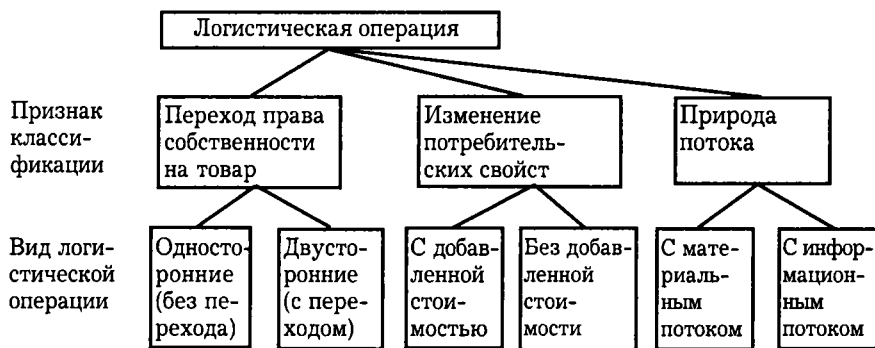 Логистическая операция
Признак
класси-
фикации
Переход права
собственности
на товар
Изменение
потребитель-
ских свойст
Природа
потока
Вид логи-
стической
операции
Односто-
ронние
(без пе-
рехода)
Двусто-
ронние
(с пере-
ходом)
С добав-
ленной
стои-
мостью
Без добав-
ленной
стои-
мости
С мате-
риаль-
ным
потоком
С инфор-
мацион-
ным
потоком